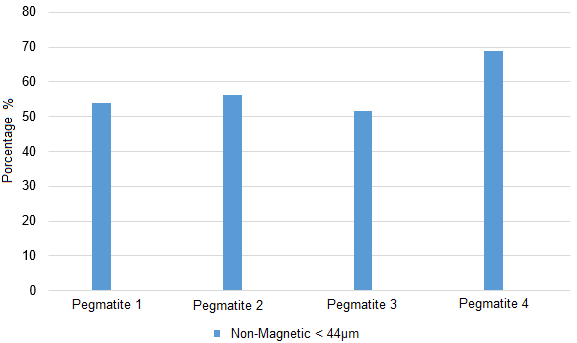 80
70
60
50
40
30
20
10
0
Porcentage %
Pegmatite 1
Pegmatite 2
Pegmatite 3
Pegmatite 4
Non-Magnetic < 44µm